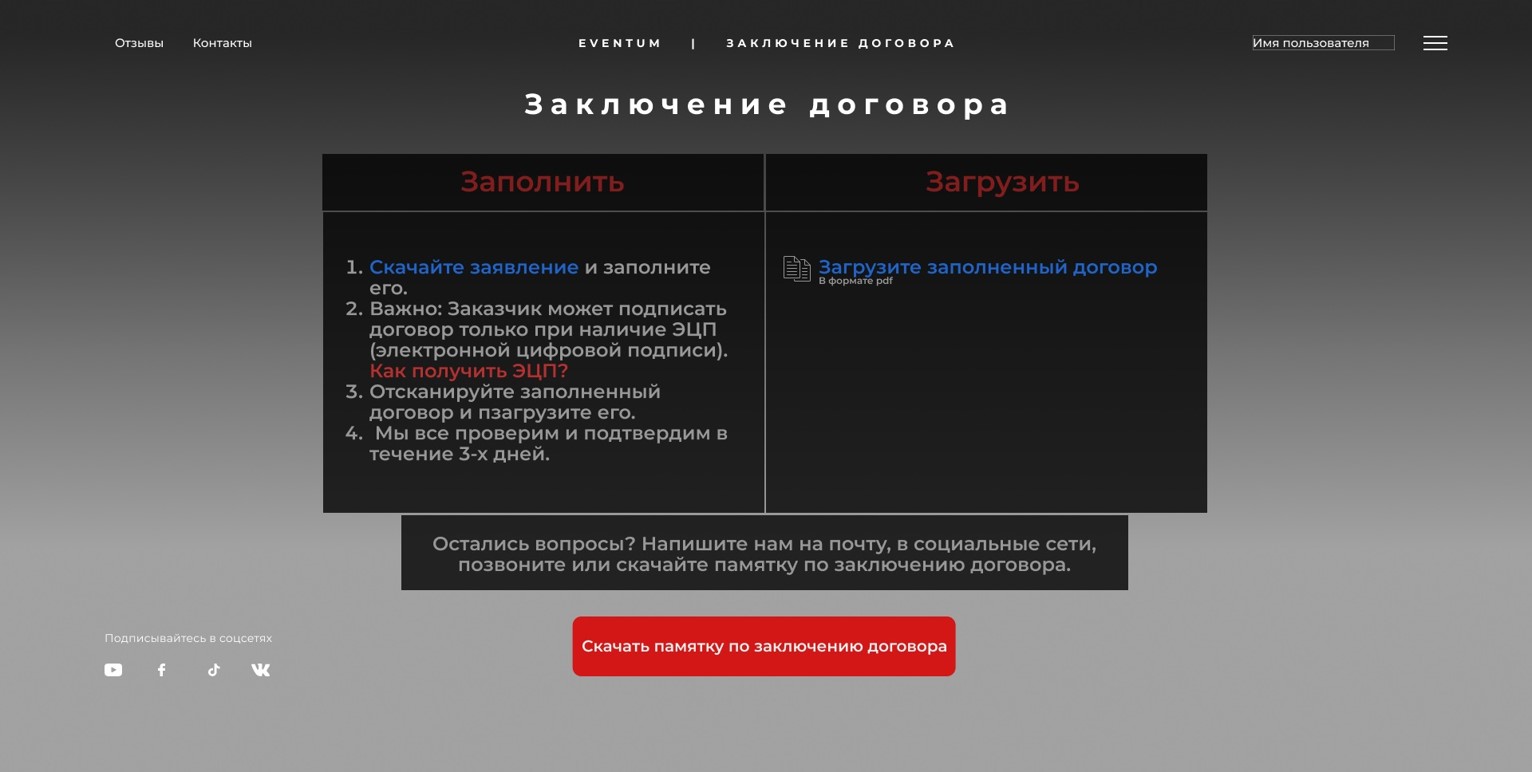 Отзывы Контакты EVENTUM | ЗАКЛЮЧЕНИЕ ДОГОВОРА Имя пользователя
Заключение договора
Заполнить
1. Скачайте заявление и заполните
его.
2. Важно: Заказчик может подписать
договор только при наличие ЭЦП
(электронной цифровой подписи).
Как получить ЭЦП?
3. Отсканируйте заполненный
договор и пзагрузите его.
4. Мы все проверим и подтвердим в
течение 3-х дней.
Загрузить
Загрузите заполненный договор
В формате pdf
Остались вопросы? Напишите нам на почту, в социальные сети,
позвоните или скачайте памятку по заключению договора.
Скачать памятку по заключению договора
Подписывайтесь в соцсетях